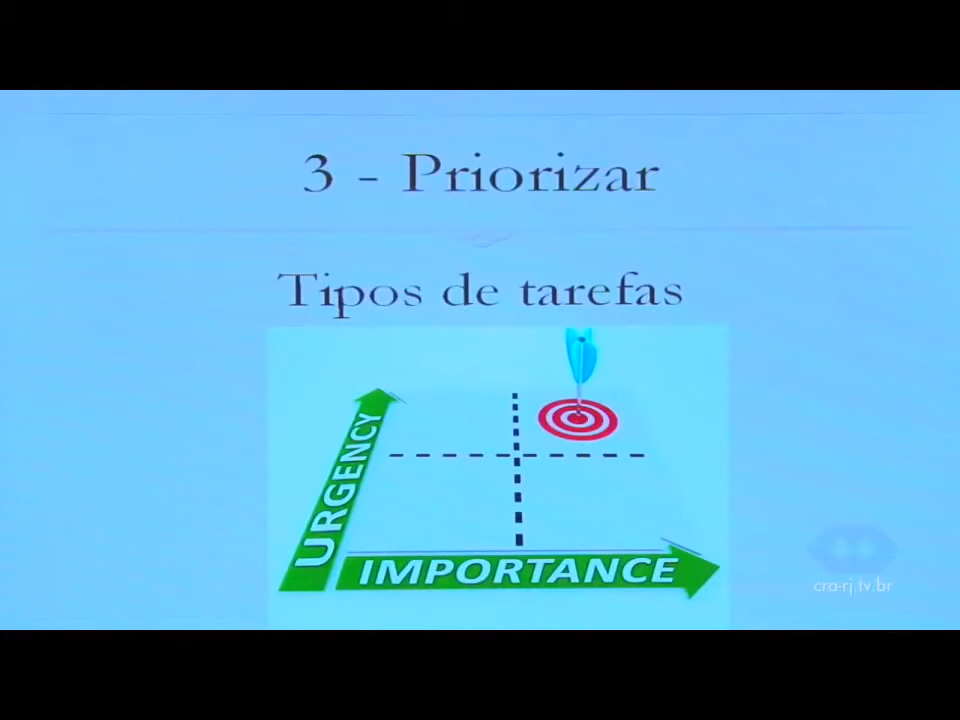 3 - Priorizar
Tipos de tarefas
URGENCY
IMPORTANCE
cra-rj.tv.br